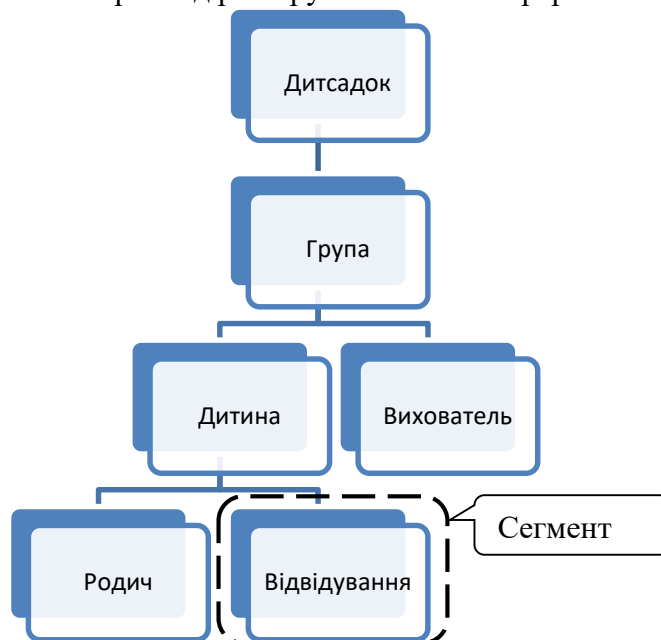 Дитсадок
Група
Дитина
Вихователь
Родич
Відвідування
Сегмент